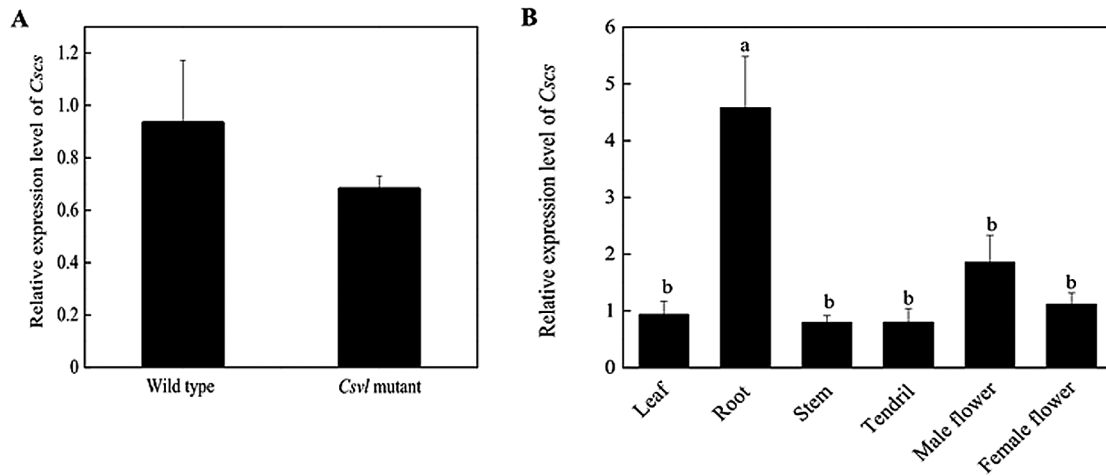 A
Relative expression level of Cscs
1.2
1.0
0.8
0.6
0.4
0.2
0
Wild type
Csvl mutant
B
Relative expression level of Cscs
6
5
4
3
2
1
0
b
a
b
b
b
b
Leaf
Root
Stem
Tendril
Male flower
Female flower